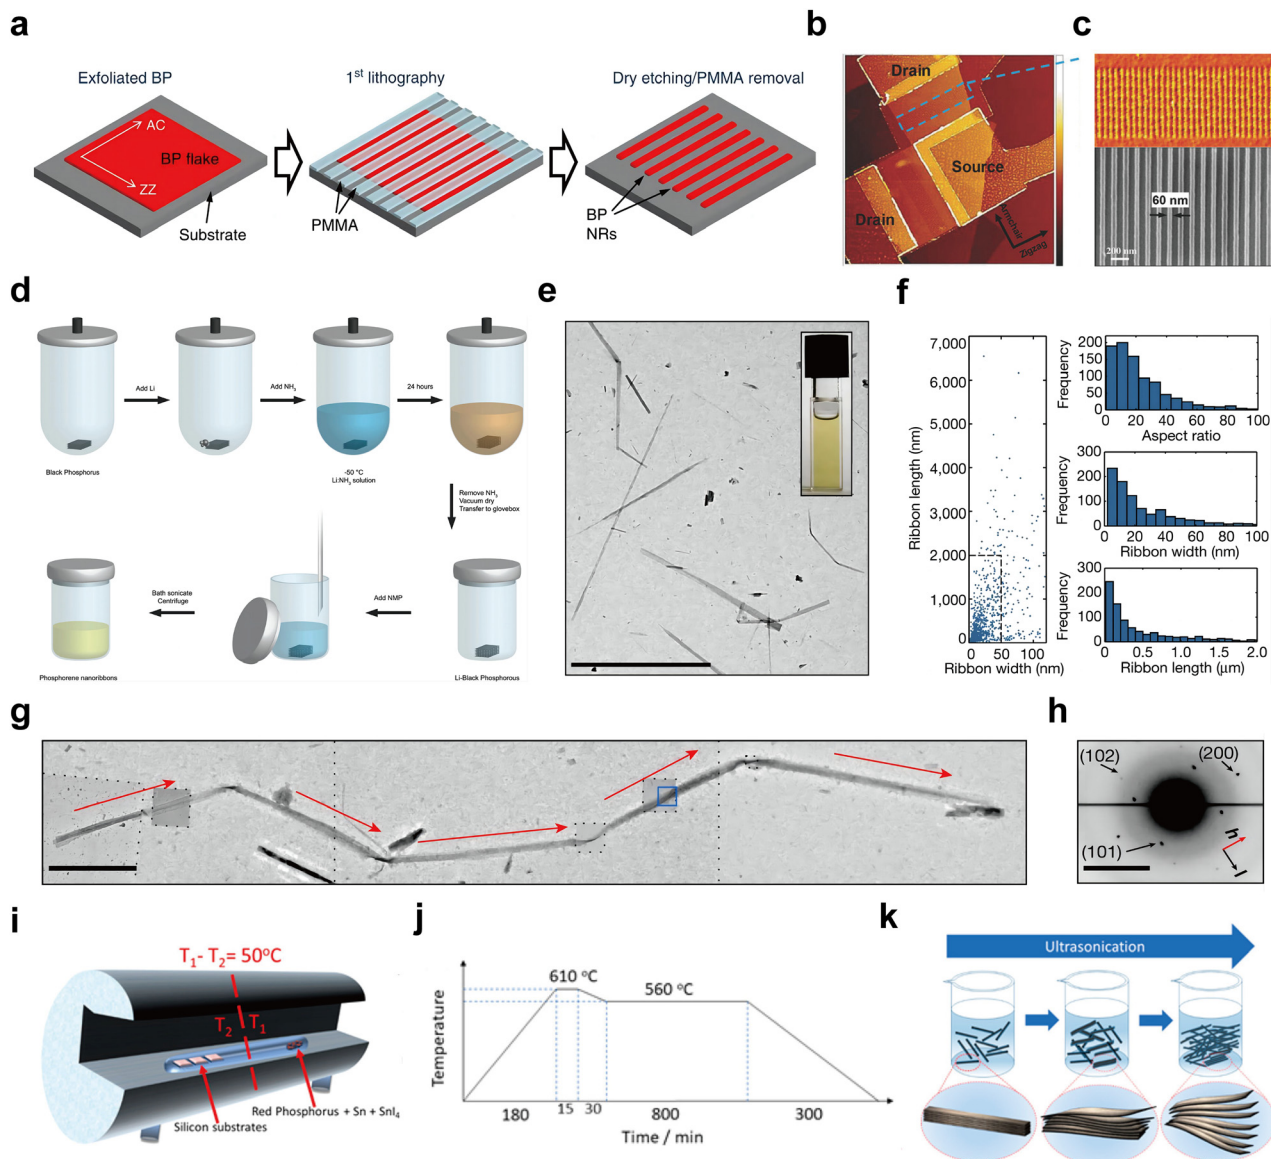 a
Exfoliated BP
AC
BP flake
ZZ
Substrate
1st lithography
PMMA
Dry etching/PMMA removal
BP
NRs
b
Drain
Source
Drain
Armchair
Zigzag
c
60 nm
200 nm
d
Add Li
Add NH3
24 hours
Black Phosphorus
-50 °C
Li:NH3 solution
Remove NH3
Vacuum dry
Transfer to glovebox
Bath sonicate
Centrifuge
Add NMP
Phosphorene nanoribbons
Li-Black Phosphorous
e
f
7,000
6,000
5,000
4,000
3,000
2,000
1,000
0
Ribbon length (nm)
0 50 100
Ribbon width (nm)
200
150
100
50
0
Frequency
0 20 40 60 80 100
Aspect ratio
300
200
100
0
Frequency
0 20 40 60 80 100
Ribbon width (nm)
300
200
100
0
Frequency
0 0.5 1.0 1.5 2.0
Ribbon length (μm)
g
h
(102)
(200)
(101)
h
l
i
T1- T2= 50°C
T2 T1
Red Phosphorus + Sn + SnI4
Silicon substrates
j
610 °C
560 °C
Temperature
180 15 30 800 300
Time / min
k
Ultrasonication